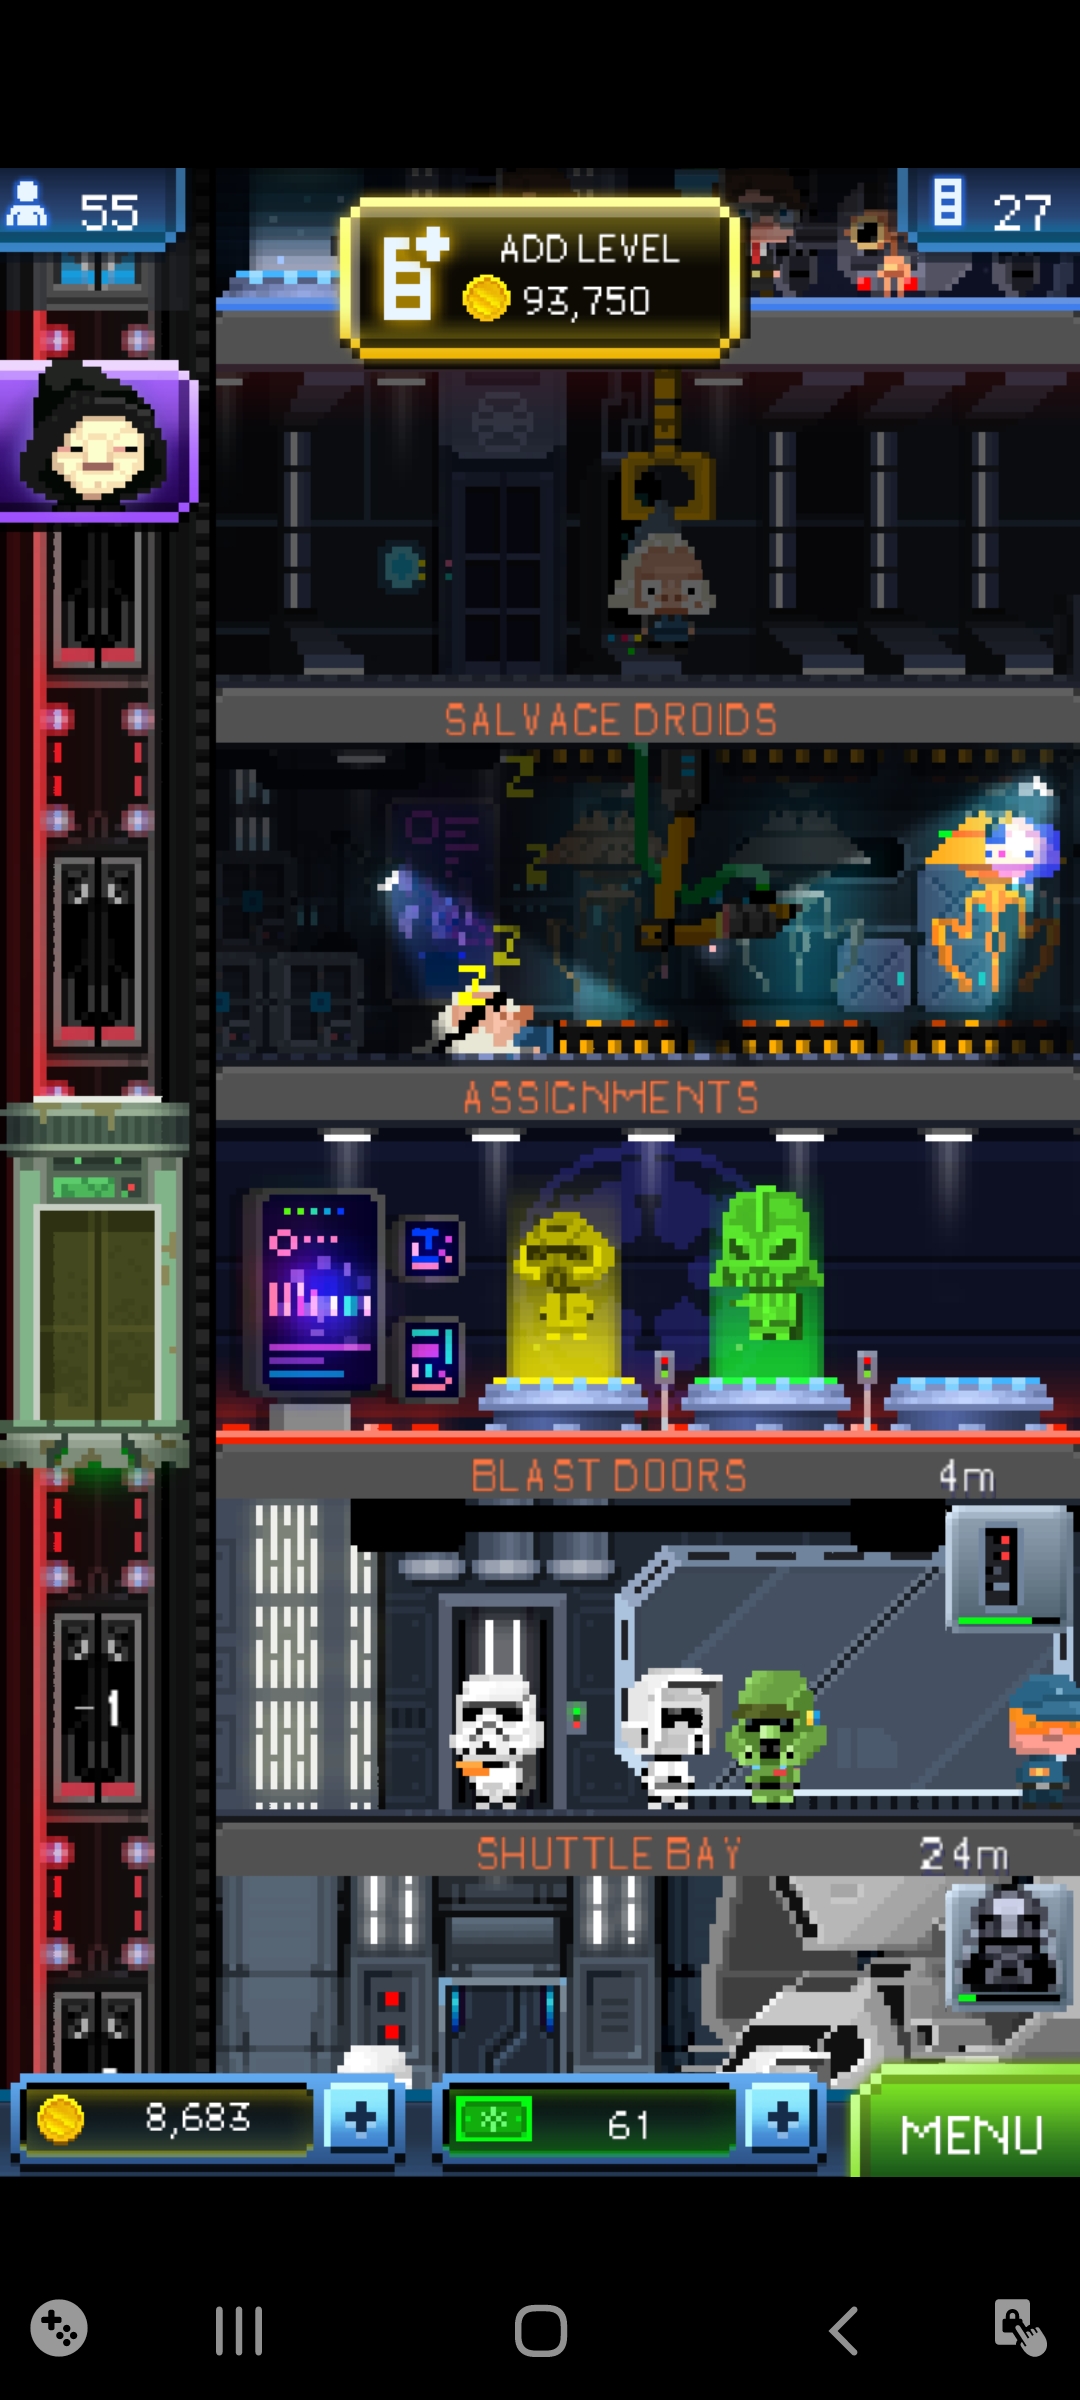 55
ADD LEVEL
93,750
27
SALVAGE DROIDS
Z
Z
Z
Z
ASSIGNMENTS
BLAST DOORS 4m
-1
SHUTTLE BAY 24m
8,683
61
MENU